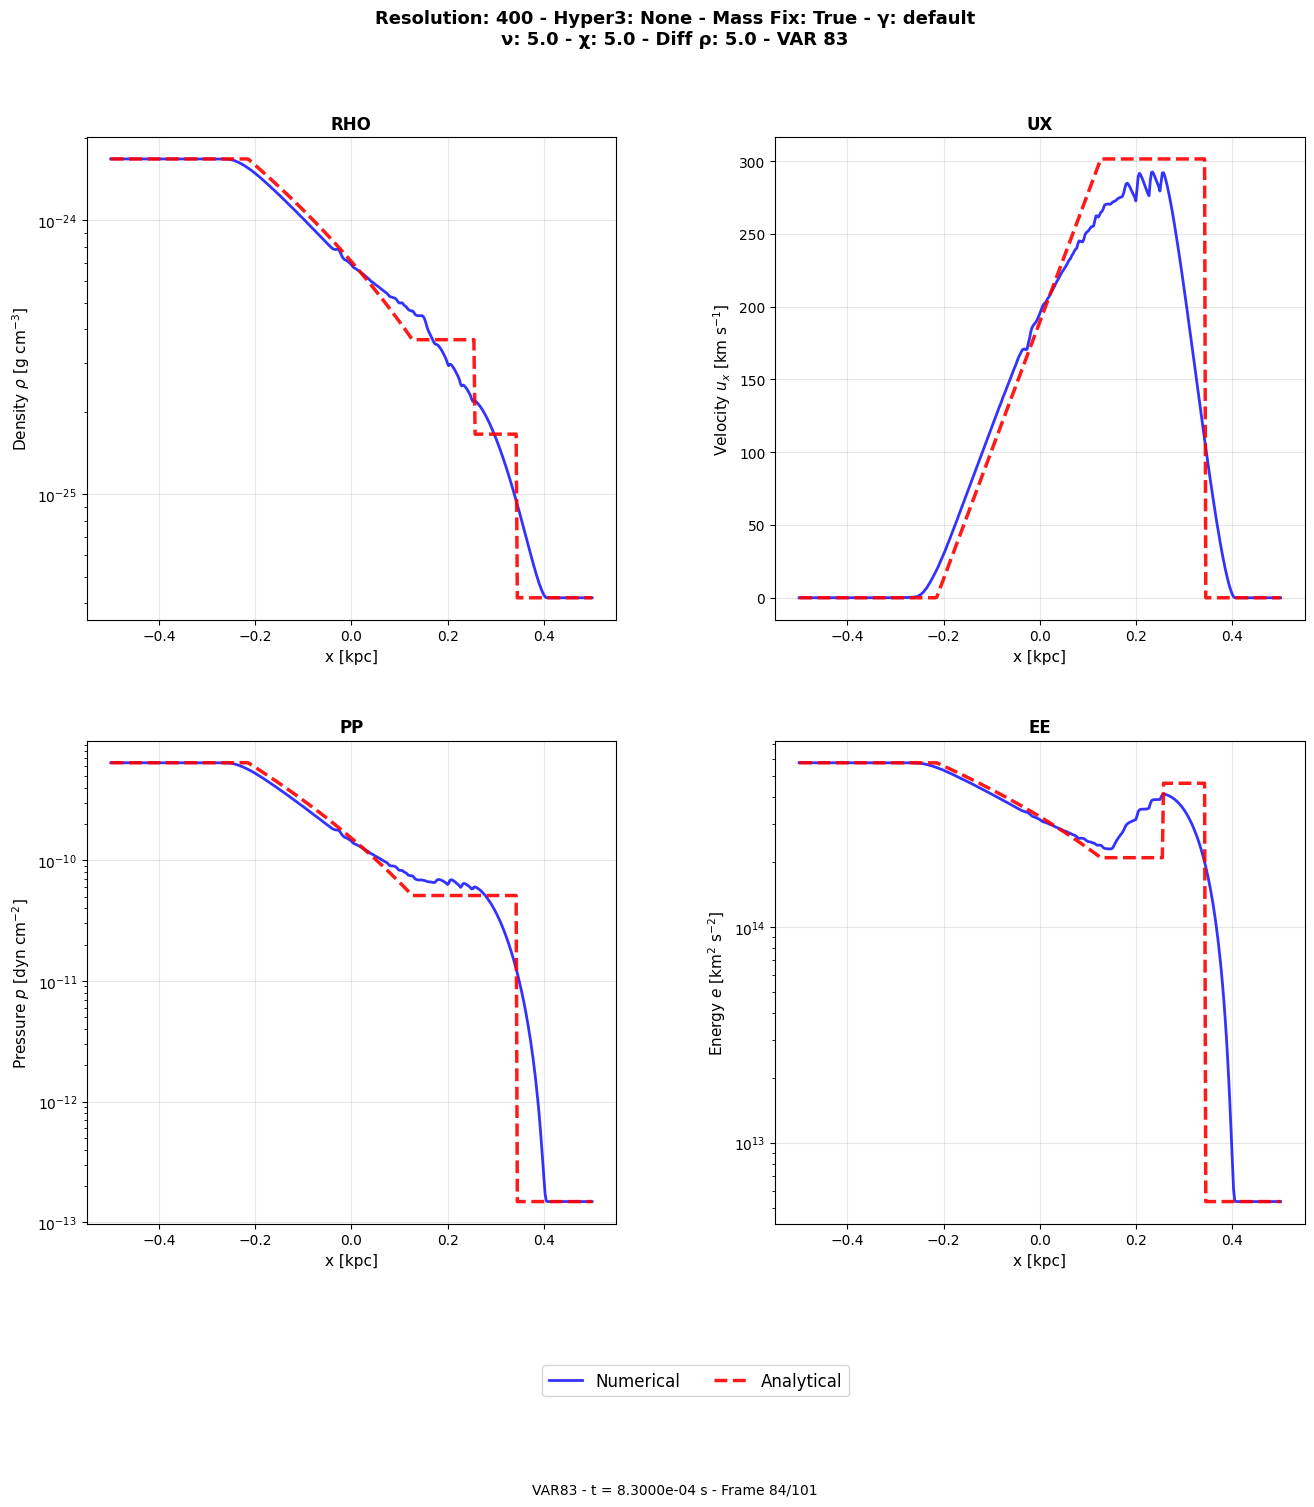 Resolution: 400 - Hyper3: None - Mass Fix: True - γ: default
ν: 5.0 - χ: 5.0 - Diff ρ: 5.0 - VAR 83
RHO
Density ρ [g cm⁻³]
10⁻²⁴
10⁻²⁵
−0.4 −0.2 0.0 0.2 0.4
x [kpc]
UX
Velocity uₓ [km s⁻¹]
300
250
200
150
100
50
0
−0.4 −0.2 0.0 0.2 0.4
x [kpc]
PP
Pressure p [dyn cm⁻²]
10⁻¹⁰
10⁻¹¹
10⁻¹²
10⁻¹³
−0.4 −0.2 0.0 0.2 0.4
x [kpc]
EE
Energy e [km² s⁻²]
10¹⁴
10¹³
−0.4 −0.2 0.0 0.2 0.4
x [kpc]
Numerical Analytical
VAR83 - t = 8.3000e-04 s - Frame 84/101